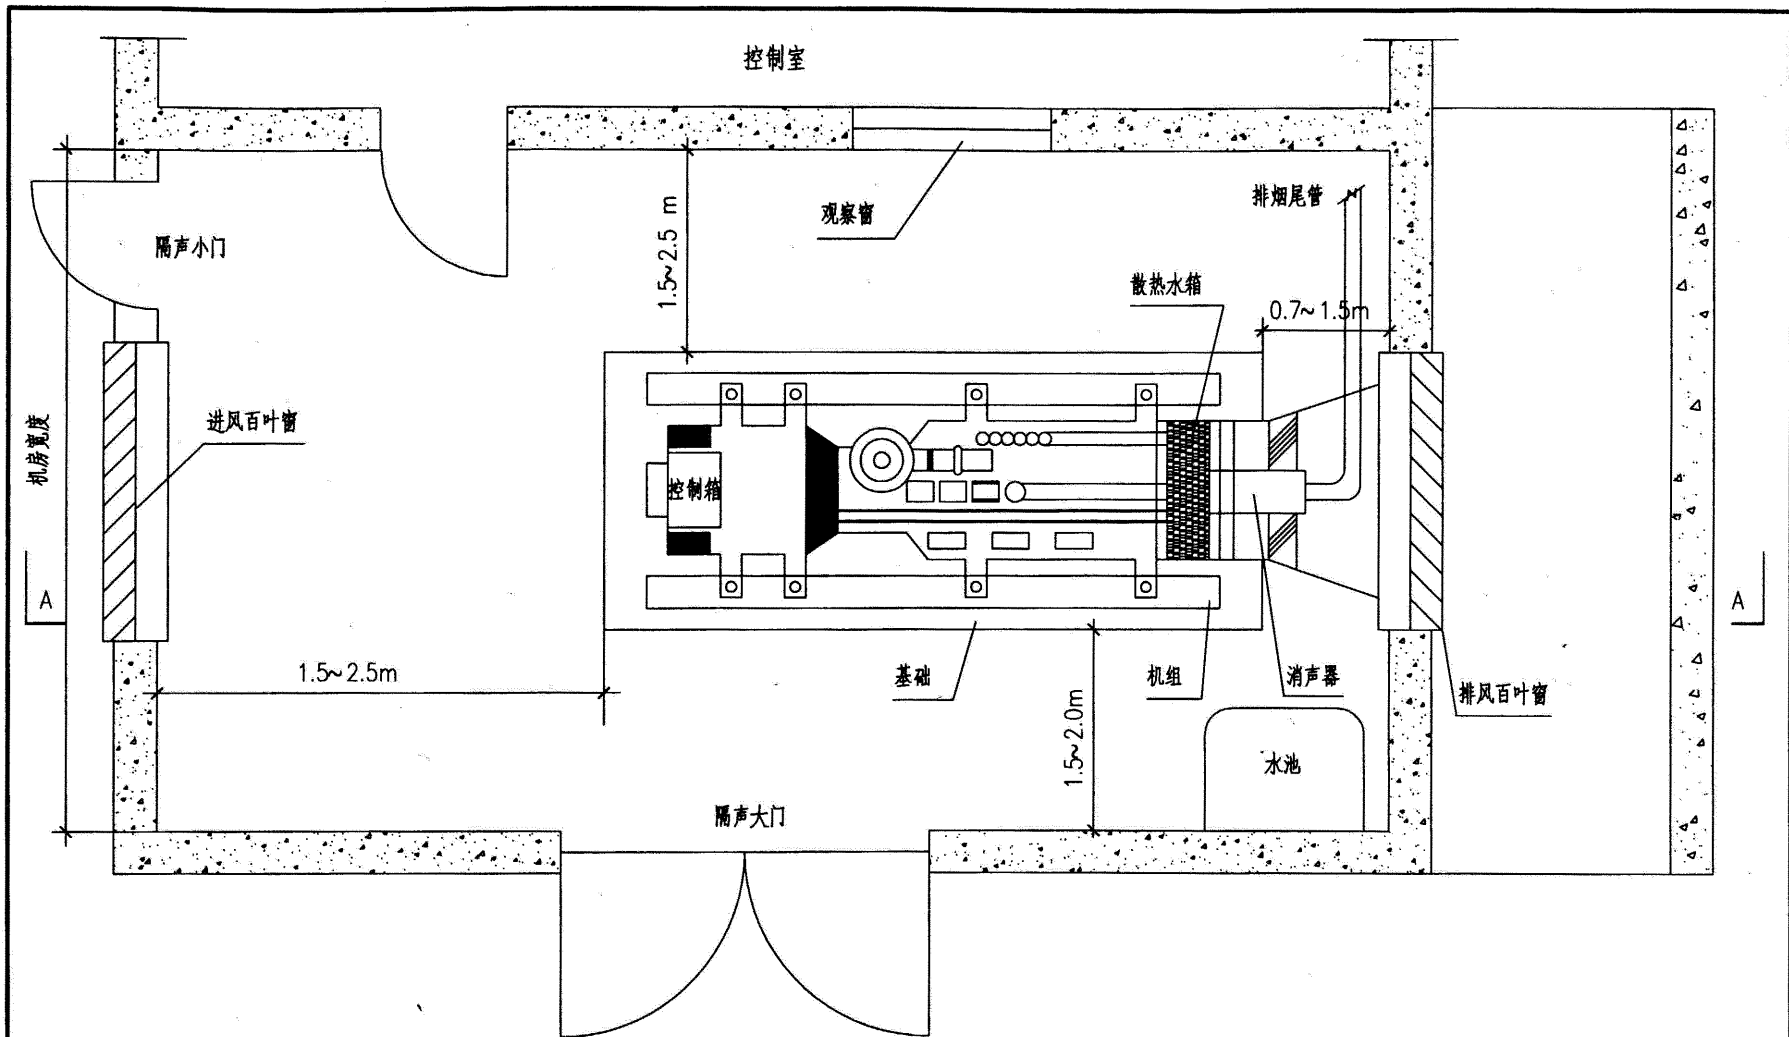 控制室
排烟尾管
观察窗
1.5~2.5 m
隔声小门
散热水箱
0.7~1.5m
进风百叶窗
机房宽度
控制箱
A
A
1.5~2.5m
基础
机组
消声器
排风百叶窗
1.5~2.0m
水池
隔声大门